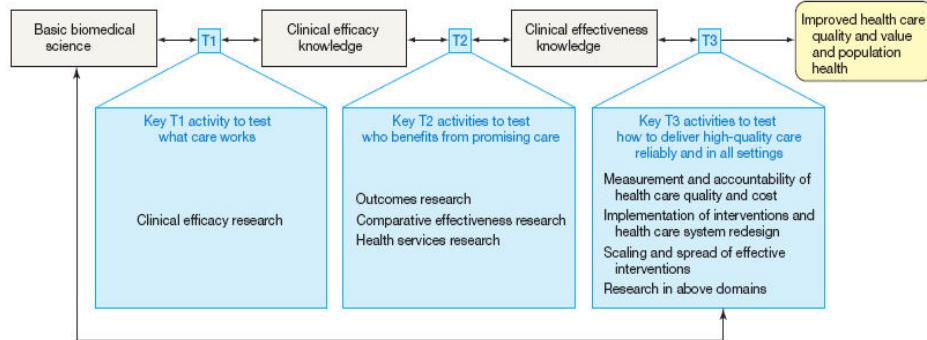 Basic biomedical
science
T1
Clinical efficacy
knowledge
T2
Clinical effectiveness
knowledge
T3
Improved health care
quality and value
and population
health
Key T1 activity to test
what care works
Clinical efficacy research
Key T2 activities to test
who benefits from promising care
Outcomes research
Comparative effectiveness research
Health services research
Key T3 activities to test
how to deliver high-quality care
reliably and in all settings
Measurement and accountability of
health care quality and cost
Implementation of interventions and
health care system redesign
Scaling and spread of effective
interventions
Research in above domains